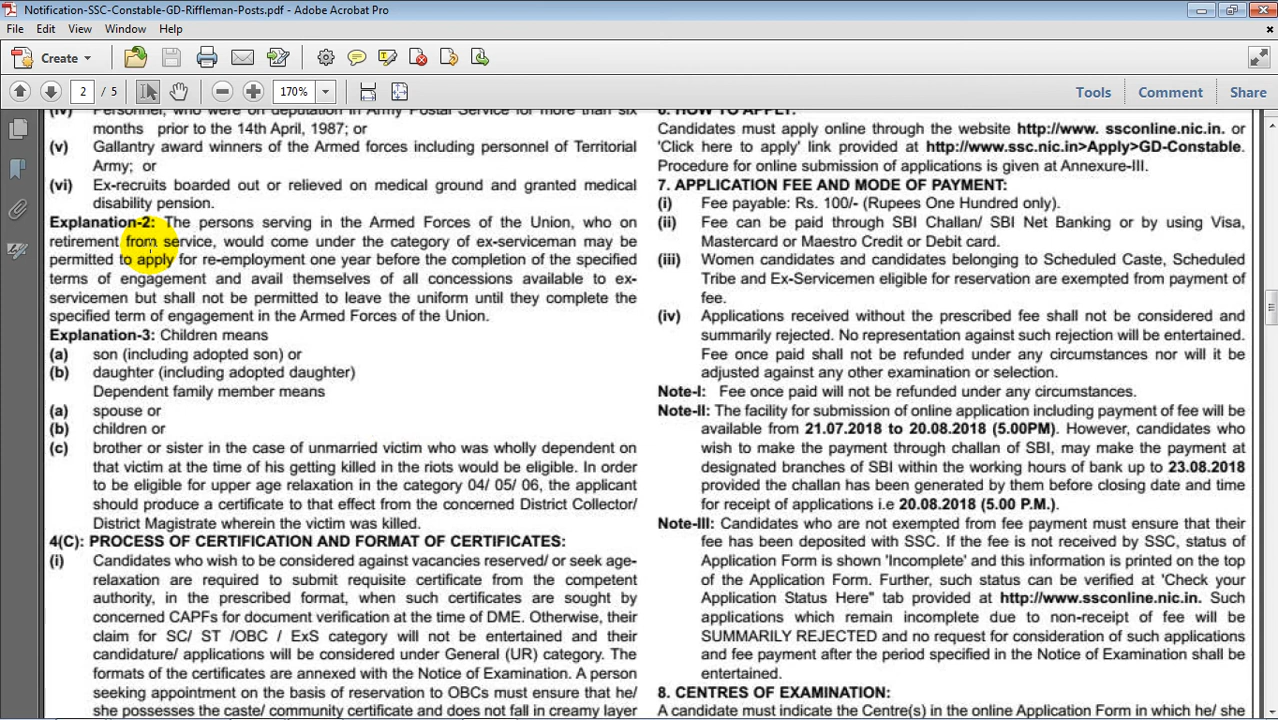 Notification-SSC-Constable-GD-Riffleman-Posts.pdf - Adobe Acrobat Pro
File Edit View Window Help
Create
2 / 5 170% Tools Comment Share
(iv) Personnel, who were on deputation in Army Postal Service for more than six
months prior to the 14th April, 1987; or
(v) Gallantry award winners of the Armed forces including personnel of Territorial
Army; or
(vi) Ex-recruits boarded out or relieved on medical ground and granted medical
disability pension.
Explanation-2: The persons serving in the Armed Forces of the Union, who on
retirement from service, would come under the category of ex-serviceman may be
permitted to apply for re-employment one year before the completion of the specified
terms of engagement and avail themselves of all concessions available to ex-
servicemen but shall not be permitted to leave the uniform until they complete the
specified term of engagement in the Armed Forces of the Union.
Explanation-3: Children means
(a) son (including adopted son) or
(b) daughter (including adopted daughter)
Dependent family member means
(a) spouse or
(b) children or
(c) brother or sister in the case of unmarried victim who was wholly dependent on
that victim at the time of his getting killed in the riots would be eligible. In order
to be eligible for upper age relaxation in the category 04/ 05/ 06, the applicant
should produce a certificate to that effect from the concerned District Collector/
District Magistrate wherein the victim was killed.
4(C): PROCESS OF CERTIFICATION AND FORMAT OF CERTIFICATES:
(i) Candidates who wish to be considered against vacancies reserved/ or seek age-
relaxation are required to submit requisite certificate from the competent
authority, in the prescribed format, when such certificates are sought by
concerned CAPFs for document verification at the time of DME. Otherwise, their
claim for SC/ ST /OBC / ExS category will not be entertained and their
candidature/ applications will be considered under General (UR) category. The
formats of the certificates are annexed with the Notice of Examination. A person
seeking appointment on the basis of reservation to OBCs must ensure that he/
she possesses the caste/ community certificate and does not fall in creamy layer
6. HOW TO APPLY:
Candidates must apply online through the website http://www. ssconline.nic.in. or
'Click here to apply' link provided at http://www.ssc.nic.in>Apply>GD-Constable.
Procedure for online submission of applications is given at Annexure-III.
7. APPLICATION FEE AND MODE OF PAYMENT:
(i) Fee payable: Rs. 100/- (Rupees One Hundred only).
(ii) Fee can be paid through SBI Challan/ SBI Net Banking or by using Visa,
Mastercard or Maestro Credit or Debit card.
(iii) Women candidates and candidates belonging to Scheduled Caste, Scheduled
Tribe and Ex-Servicemen eligible for reservation are exempted from payment of
fee.
(iv) Applications received without the prescribed fee shall not be considered and
summarily rejected. No representation against such rejection will be entertained.
Fee once paid shall not be refunded under any circumstances nor will it be
adjusted against any other examination or selection.
Note-I: Fee once paid will not be refunded under any circumstances.
Note-II: The facility for submission of online application including payment of fee will be
available from 21.07.2018 to 20.08.2018 (5.00PM). However, candidates who
wish to make the payment through challan of SBI, may make the payment at
designated branches of SBI within the working hours of bank up to 23.08.2018
provided the challan has been generated by them before closing date and time
for receipt of applications i.e 20.08.2018 (5.00 P.M.).
Note-III: Candidates who are not exempted from fee payment must ensure that their
fee has been deposited with SSC. If the fee is not received by SSC, status of
Application Form is shown 'Incomplete' and this information is printed on the top
of the Application Form. Further, such status can be verified at 'Check your
Application Status Here" tab provided at http://www.ssconline.nic.in. Such
applications which remain incomplete due to non-receipt of fee will be
SUMMARILY REJECTED and no request for consideration of such applications
and fee payment after the period specified in the Notice of Examination shall be
entertained.
8. CENTRES OF EXAMINATION:
A candidate must indicate the Centre(s) in the online Application Form in which he/ she